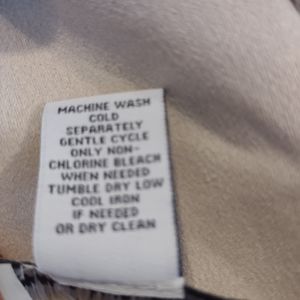 MACHINE WASH
COLD
SEPARATELY
GENTLE CYCLE
ONLY NON-
CHLORINE BLEACH
WHEN NEEDED
TUMBLE DRY LOW
COOL IRON
IF NEEDED
OR DRY CLEAN